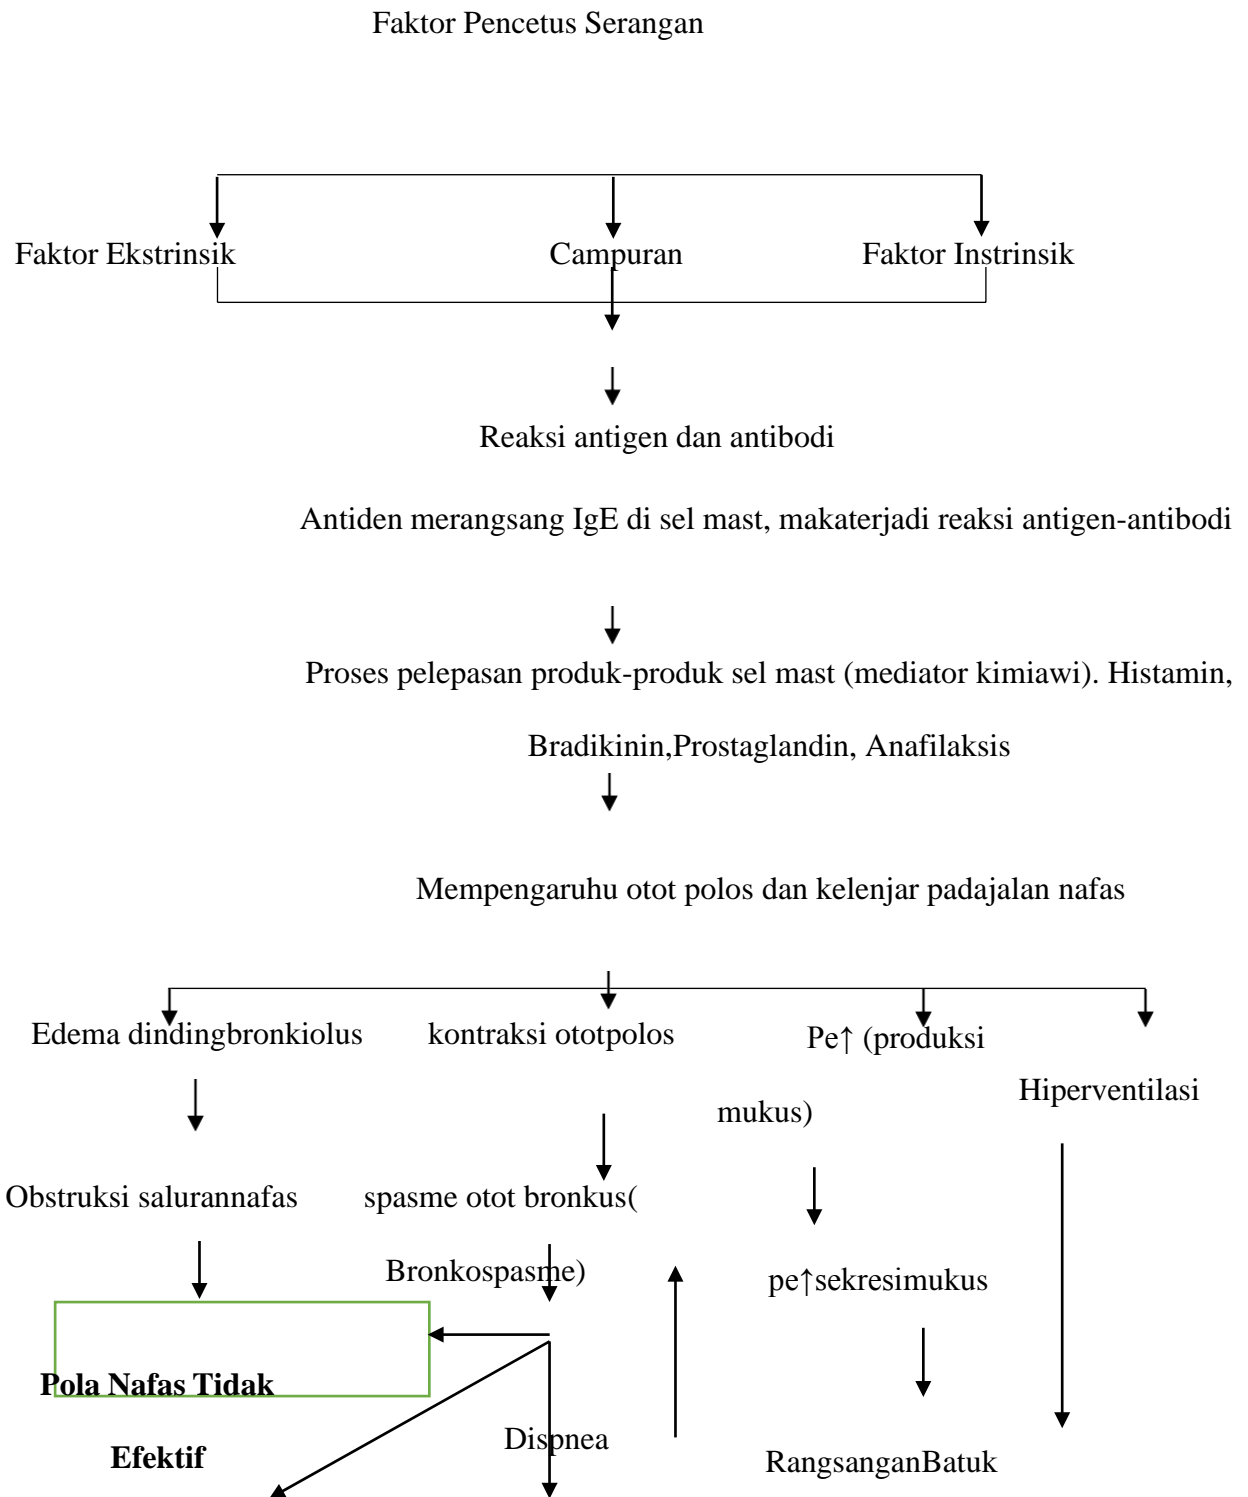 Faktor Pencetus Serangan
Faktor Ekstrinsik
Campuran
Faktor Instrinsik
Reaksi antigen dan antibodi
Antiden merangsang IgE di sel mast, makaterjadi reaksi antigen-antibodi
Proses pelepasan produk-produk sel mast (mediator kimiawi). Histamin,
Bradikinin,Prostaglandin, Anafilaksis
Mempengaruhu otot polos dan kelenjar padajalan nafas
Edema dindingbronkiolus
kontraksi ototpolos
Pe↑ (produksi
mukus)
Hiperventilasi
Obstruksi salurannafas
spasme otot bronkus(
Bronkospasme)
pe↑sekresimukus
Pola Nafas Tidak
Efektif
Dispnea
RangsanganBatuk